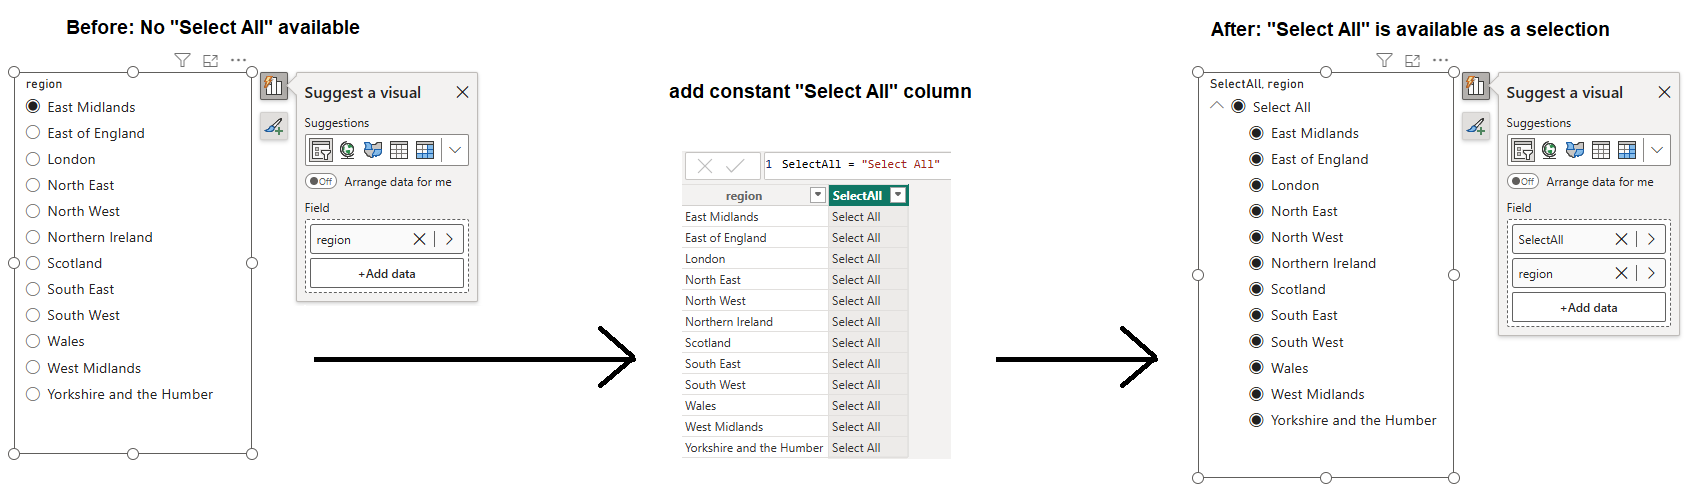 Before: No "Select All" available
region
East Midlands
East of England
London
North East
North West
Northern Ireland
Scotland
South East
South West
Wales
West Midlands
Yorkshire and the Humber
Suggest a visual
Suggestions
Off Arrange data for me
Field
region
+Add data
add constant "Select All" column
1 SelectAll = "Select All"
region SelectAll
East Midlands Select All
East of England Select All
London Select All
North East Select All
North West Select All
Northern Ireland Select All
Scotland Select All
South East Select All
South West Select All
Wales Select All
West Midlands Select All
Yorkshire and the Humber Select All
After: "Select All" is available as a selection
SelectAll, region
Select All
East Midlands
East of England
London
North East
North West
Northern Ireland
Scotland
South East
South West
Wales
West Midlands
Yorkshire and the Humber
Suggest a visual
Suggestions
Off Arrange data for me
Field
SelectAll
region
+Add data